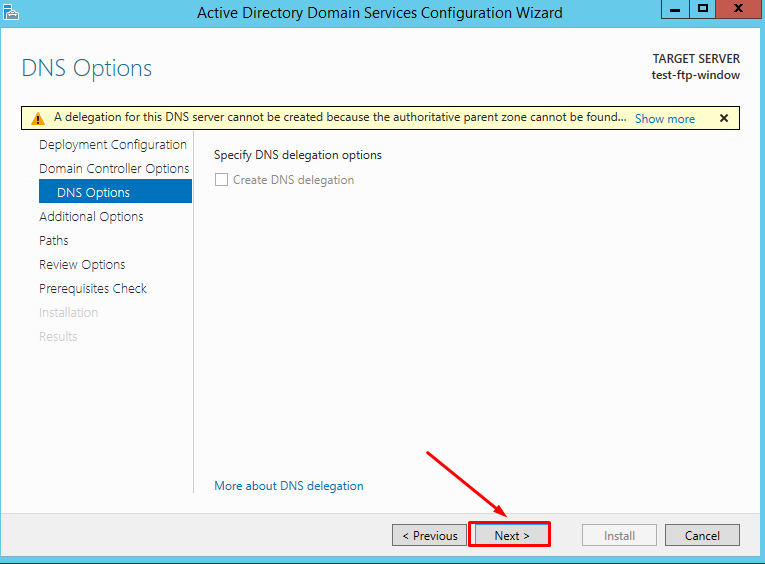 Active Directory Domain Services Configuration Wizard
DNS Options
TARGET SERVER
test-ftp-window
A delegation for this DNS server cannot be created because the authoritative parent zone cannot be found... Show more
Deployment Configuration
Domain Controller Options
DNS Options
Additional Options
Paths
Review Options
Prerequisites Check
Installation
Results
Specify DNS delegation options
Create DNS delegation
More about DNS delegation
< Previous Next > Install Cancel